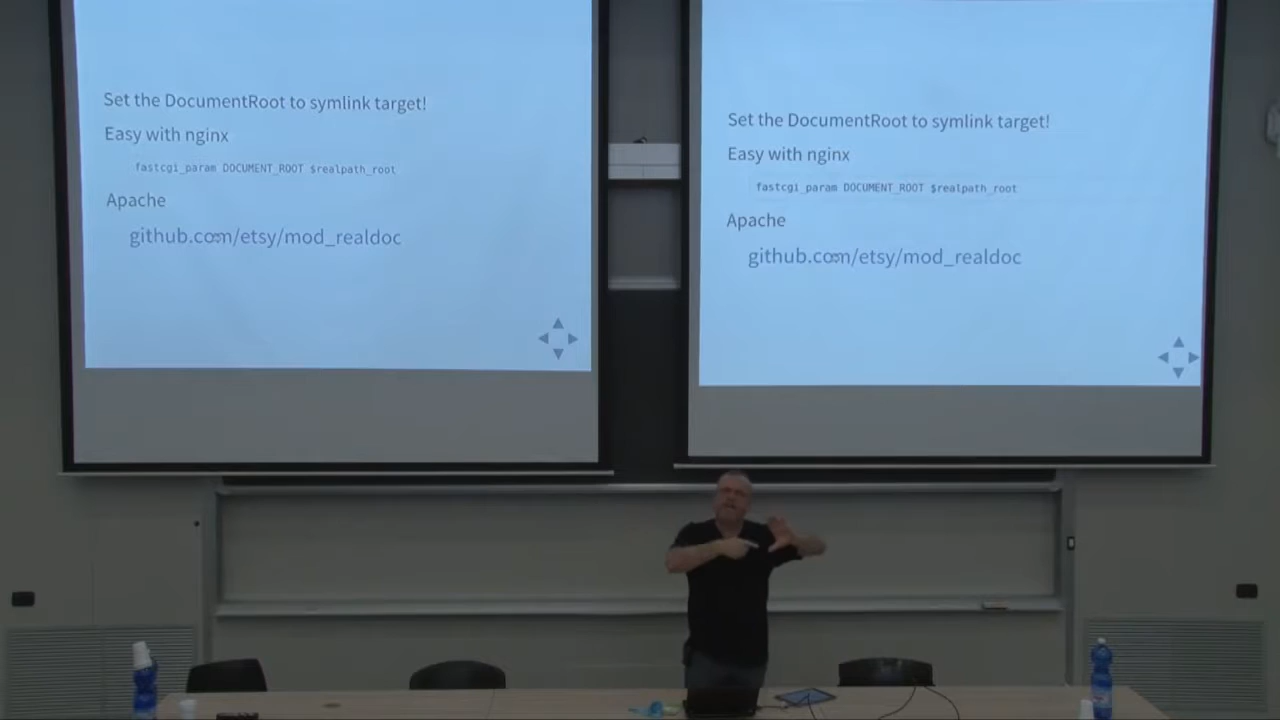 Set the DocumentRoot to symlink target!
Easy with nginx
fastcgi_param DOCUMENT_ROOT $realpath_root
Apache
github.com/etsy/mod_realdoc
Set the DocumentRoot to symlink target!
Easy with nginx
fastcgi_param DOCUMENT_ROOT $realpath_root
Apache
github.com/etsy/mod_realdoc